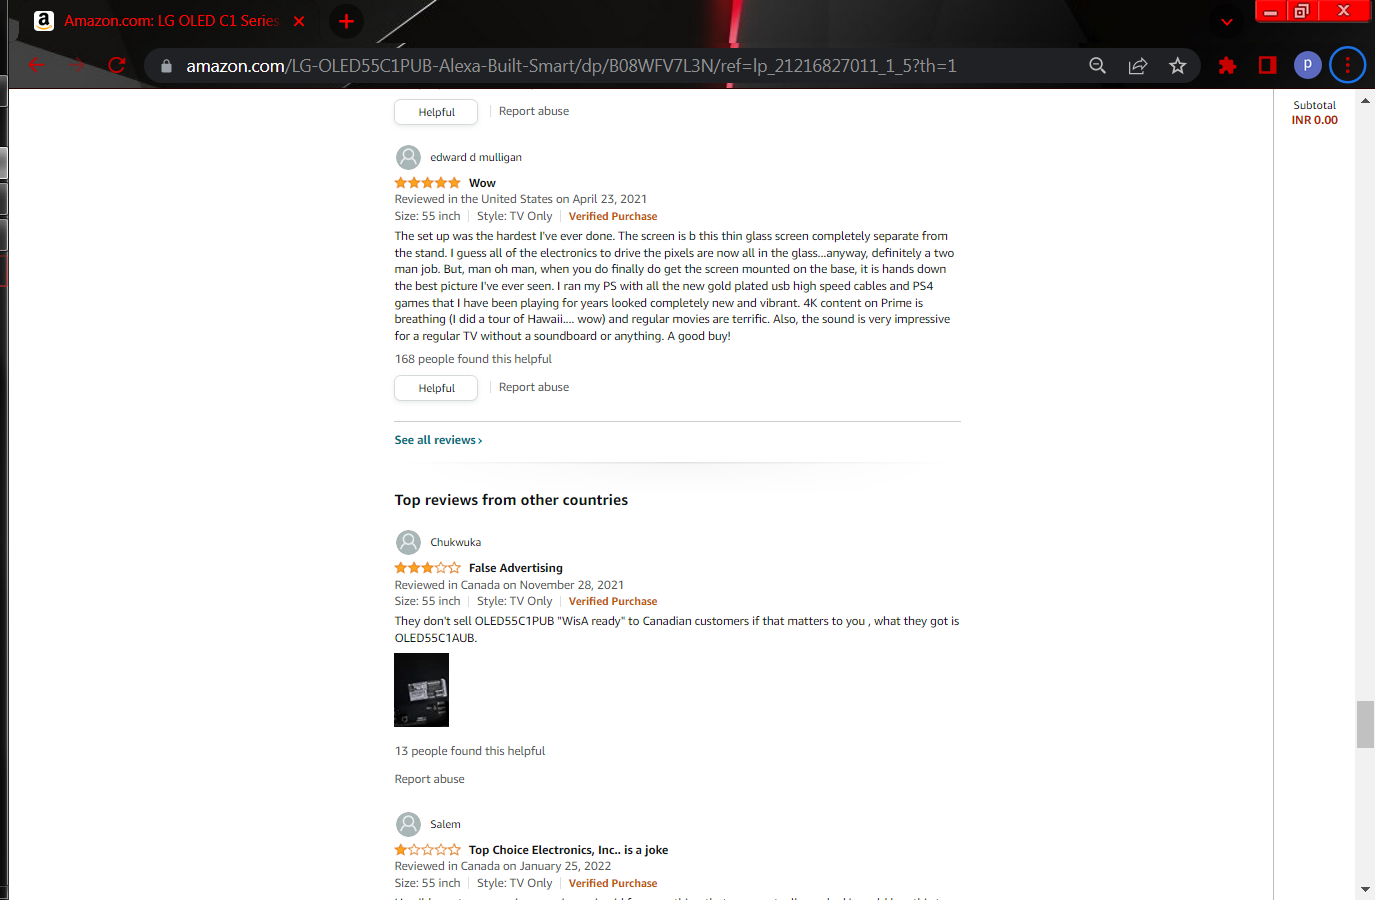 Amazon.com: LG OLED C1 Series
amazon.com/LG-OLED55C1PUB-Alexa-Built-Smart/dp/B08WFV7L3N/ref=lp_21216827011_1_5?th=1
p
Subtotal
INR 0.00
Helpful | Report abuse
edward d mulligan
Wow
Reviewed in the United States on April 23, 2021
Size: 55 inch | Style: TV Only | Verified Purchase
The set up was the hardest I've ever done. The screen is b this thin glass screen completely separate from
the stand. I guess all of the electronics to drive the pixels are now all in the glass...anyway, definitely a two
man job. But, man oh man, when you do finally do get the screen mounted on the base, it is hands down
the best picture I've ever seen. I ran my PS with all the new gold plated usb high speed cables and PS4
games that I have been playing for years looked completely new and vibrant. 4K content on Prime is
breathing (I did a tour of Hawaii.... wow) and regular movies are terrific. Also, the sound is very impressive
for a regular TV without a soundboard or anything. A good buy!
168 people found this helpful
Helpful | Report abuse
See all reviews ›
Top reviews from other countries
Chukwuka
False Advertising
Reviewed in Canada on November 28, 2021
Size: 55 inch | Style: TV Only | Verified Purchase
They don't sell OLED55C1PUB "WisA ready" to Canadian customers if that matters to you , what they got is
OLED55C1AUB.
13 people found this helpful
Report abuse
Salem
Top Choice Electronics, Inc.. is a joke
Reviewed in Canada on January 25, 2022
Size: 55 inch | Style: TV Only | Verified Purchase